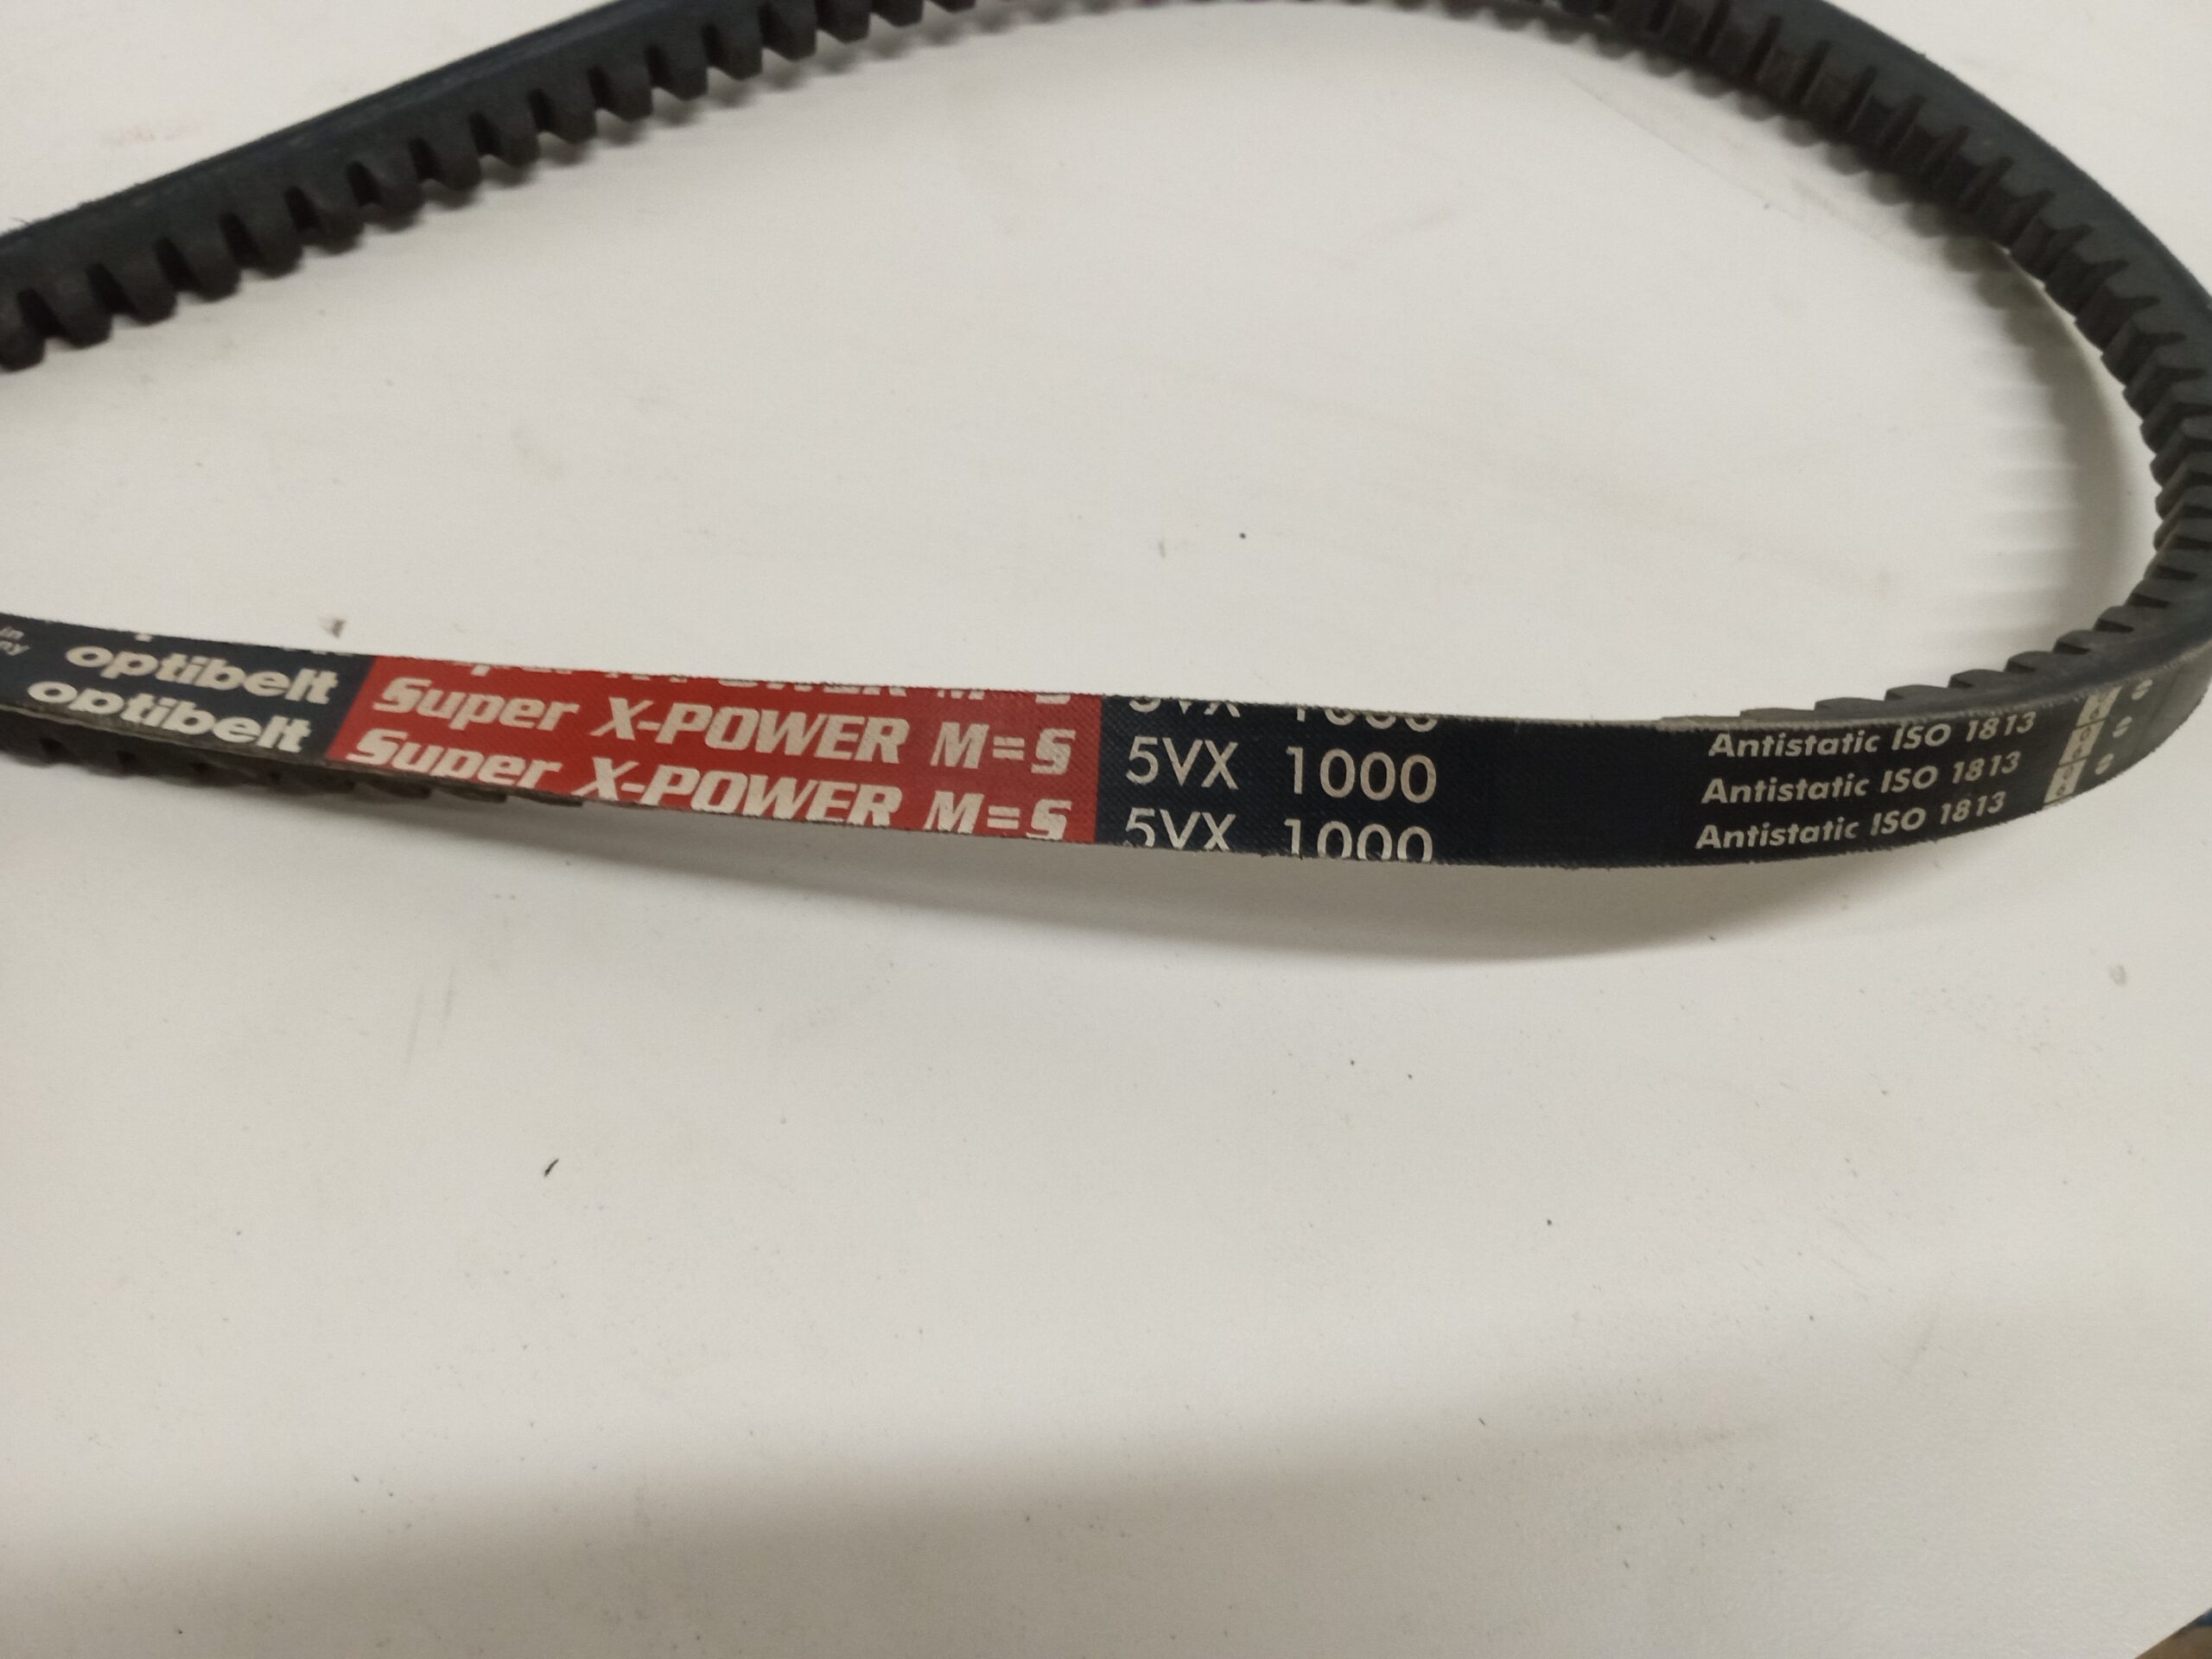 optibelt Super X-POWER M=S 5VX 1000 Antistatic ISO 1813
optibelt Super X-POWER M=S 5VX 1000 Antistatic ISO 1813
Antistatic ISO 1813